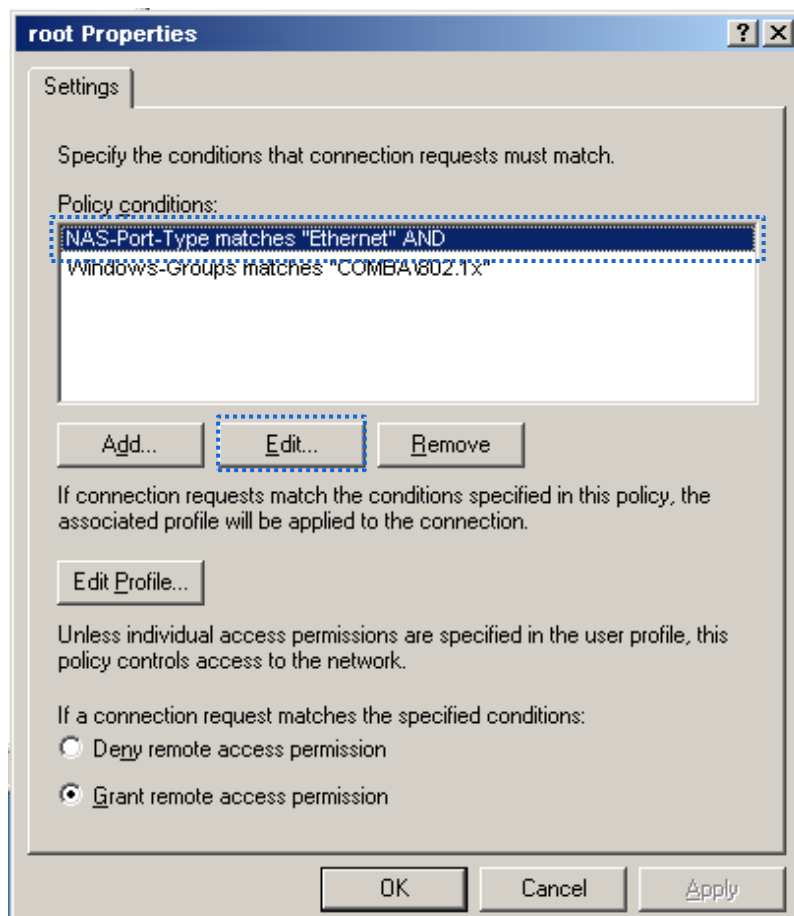 root Properties
Settings
Specify the conditions that connection requests must match.
Policy conditions:
NAS-Port-Type matches "Ethernet" AND
Windows-Groups matches "COMBA\802.1x"
Add... Edit... Remove
If connection requests match the conditions specified in this policy, the
associated profile will be applied to the connection.
Edit Profile...
Unless individual access permissions are specified in the user profile, this
policy controls access to the network.
If a connection request matches the specified conditions:
Deny remote access permission
Grant remote access permission
OK Cancel Apply